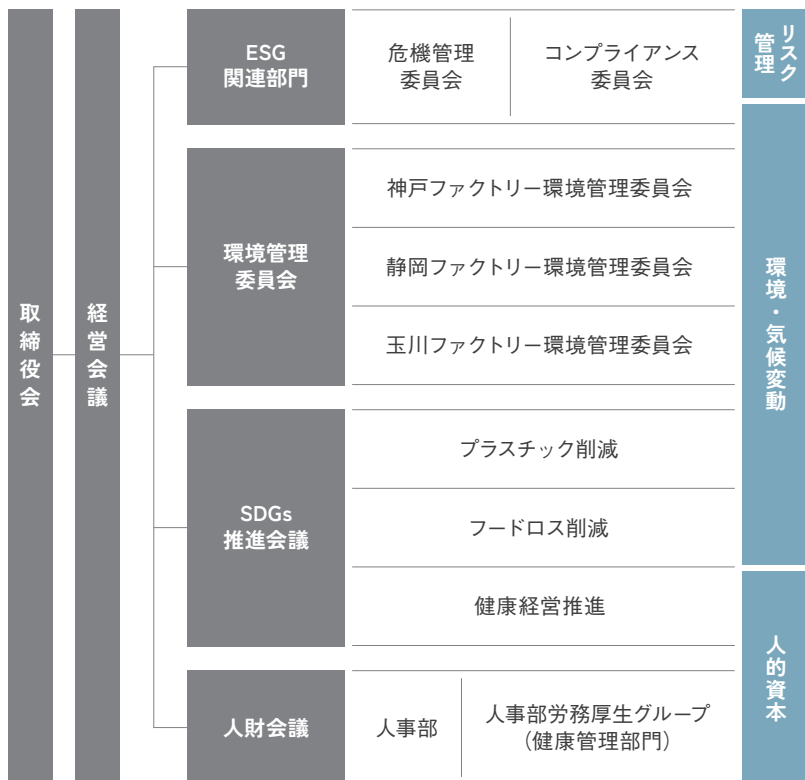 取締役会
経営会議
ESG
関連部門
危機管理
委員会
コンプライアンス
委員会
リスク
管理
環境管理
委員会
神戸ファクトリー環境管理委員会
静岡ファクトリー環境管理委員会
玉川ファクトリー環境管理委員会
環境・気候変動
SDGs
推進会議
プラスチック削減
フードロス削減
健康経営推進
人財会議
人事部
人事部労務厚生グループ
（健康管理部門）
人的資本